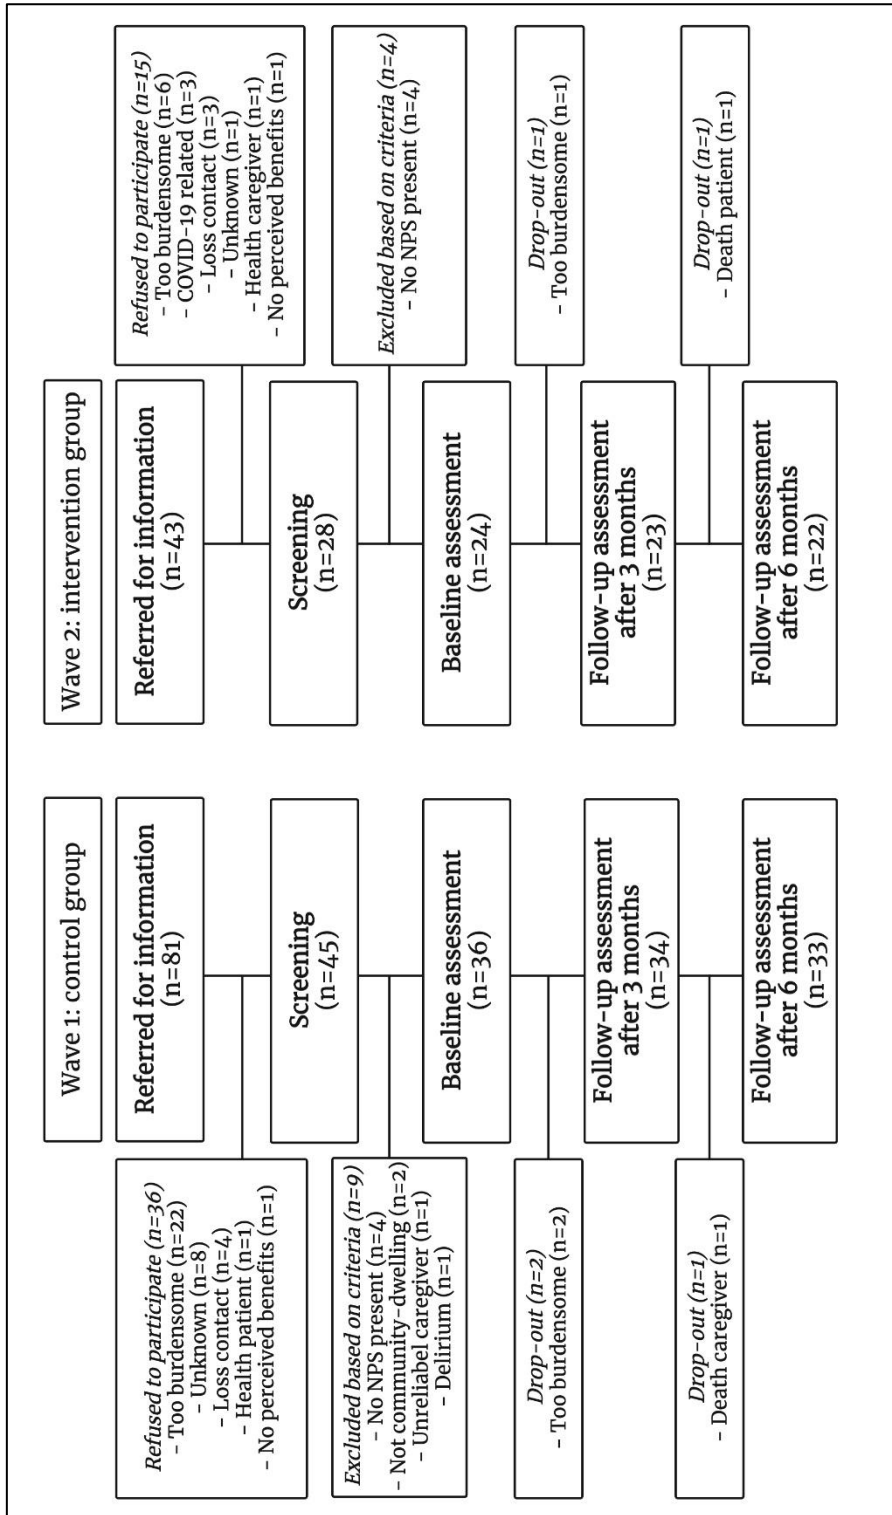 Wave 1: control group
Referred for information
(n=81)
Refused to participate (n=36)
- Too burdensome (n=22)
- Unknown (n=8)
- Loss contact (n=4)
- Health patient (n=1)
- No perceived benefits (n=1)
Screening
(n=45)
Excluded based on criteria (n=9)
- No NPS present (n=4)
- Not community-dwelling (n=2)
- Unreliabel caregiver (n=1)
- Delirium (n=1)
Baseline assessment
(n=36)
Drop-out (n=2)
- Too burdensome (n=2)
Follow-up assessment
after 3 months
(n=34)
Drop-out (n=1)
- Death caregiver (n=1)
Follow-up assessment
after 6 months
(n=33)
Wave 2: intervention group
Referred for information
(n=43)
Refused to participate (n=15)
- Too burdensome (n=6)
- COVID-19 related (n=3)
- Loss contact (n=3)
- Unknown (n=1)
- Health caregiver (n=1)
- No perceived benefits (n=1)
Screening
(n=28)
Excluded based on criteria (n=4)
- No NPS present (n=4)
Baseline assessment
(n=24)
Drop-out (n=1)
- Too burdensome (n=1)
Follow-up assessment
after 3 months
(n=23)
Drop-out (n=1)
- Death patient (n=1)
Follow-up assessment
after 6 months
(n=22)